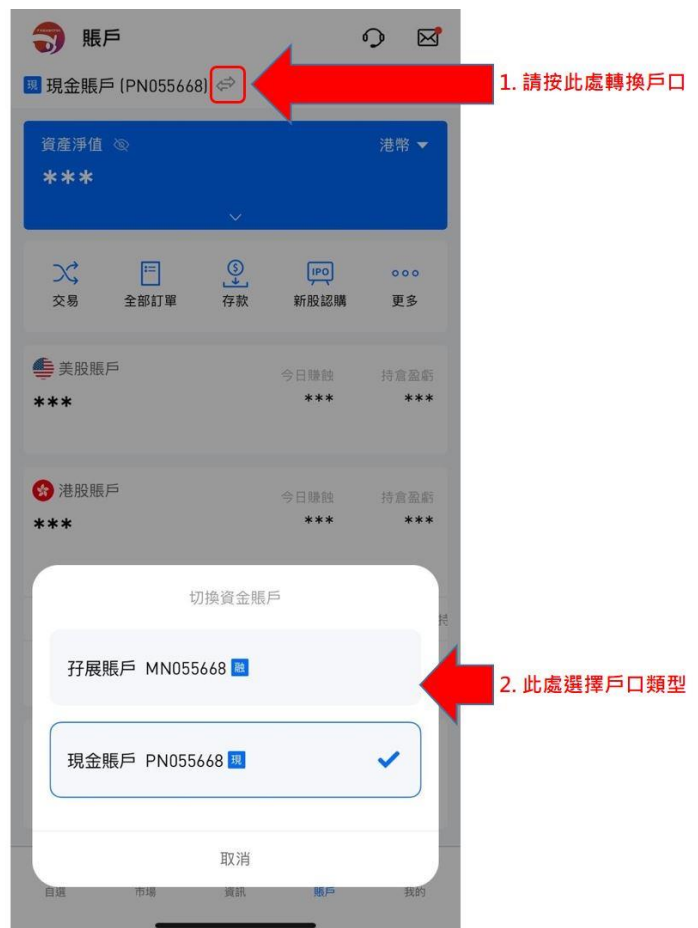 賬戶
現 現金賬戶 (PN055668)
1. 請按此處轉換戶口
資產淨值
港幣
***
IPO
交易
全部訂單
存款
新股認購
更多
美股賬戶
今日賺蝕
持倉盈虧
***
***
***
港股賬戶
今日賺蝕
持倉盈虧
***
***
***
切換資金賬戶
孖展賬戶 MN055668 融
2. 此處選擇戶口類型
現金賬戶 PN055668 現
取消
自選
市場
資訊
賬戶
我的